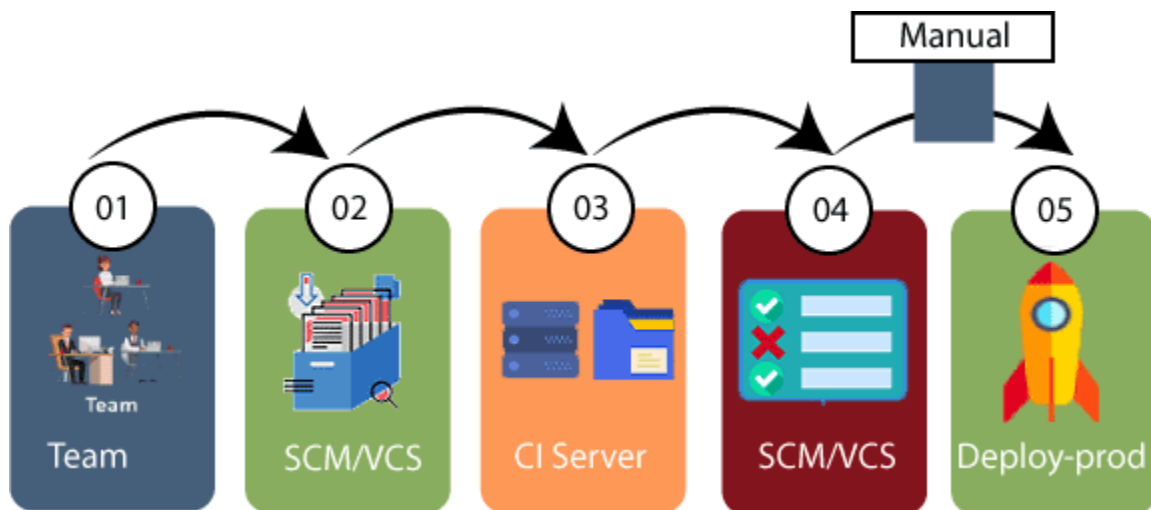 Manual
01
02
03
04
05
Team
Team
SCM/VCS
CI Server
SCM/VCS
Deploy-prod